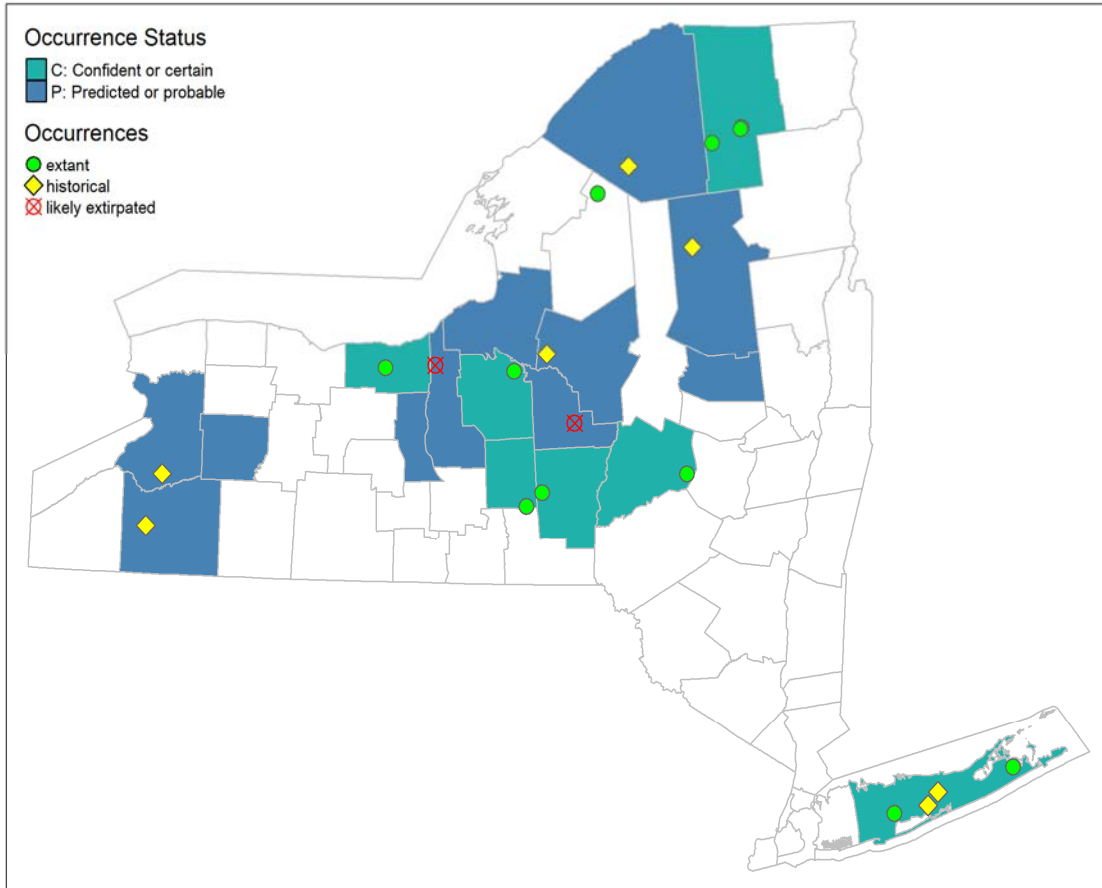 Occurrence Status
C: Confident or certain
P: Predicted or probable
Occurrences
extant
historical
likely extirpated